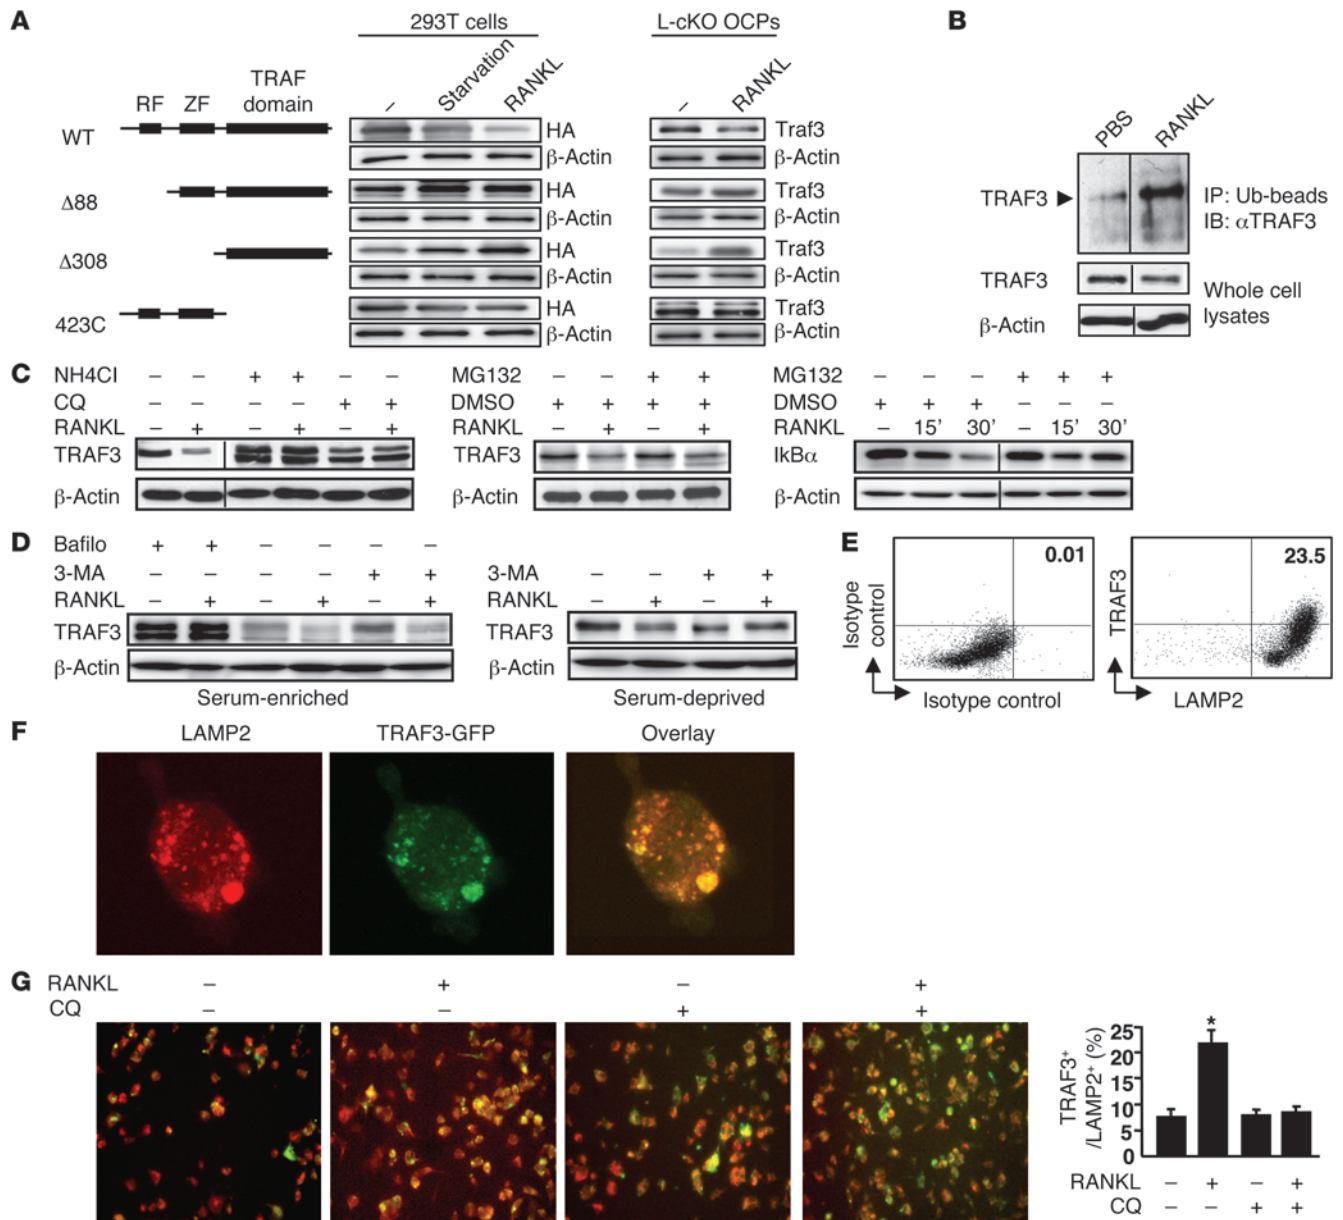 A
293T cells
L-cKO OCPs
RF ZF TRAF domain
– Starvation RANKL
– RANKL
WT
HA
Traf3
β-Actin
β-Actin
Δ88
HA
Traf3
β-Actin
β-Actin
Δ308
HA
Traf3
β-Actin
β-Actin
423C
HA
Traf3
β-Actin
β-Actin
B
PBS RANKL
TRAF3
IP: Ub-beads
IB: αTRAF3
TRAF3
β-Actin
Whole cell
lysates
C
NH4Cl – – + + – –
CQ – – – – + +
RANKL – + – + – +
TRAF3
β-Actin
MG132 – – + +
DMSO + + + +
RANKL – + – +
TRAF3
β-Actin
MG132 – – – + + +
DMSO + + + – – –
RANKL – 15' 30' – 15' 30'
IkBα
β-Actin
D
Bafilo + + – – – –
3-MA – – – – + +
RANKL – + – + – +
TRAF3
β-Actin
Serum-enriched
3-MA – – + +
RANKL – + – +
TRAF3
β-Actin
Serum-deprived
E
Isotype control
0.01
Isotype control
TRAF3
23.5
LAMP2
F
LAMP2 TRAF3-GFP Overlay
G
RANKL – + – +
CQ – – + +
TRAF3+
/LAMP2+ (%)
25
20
15
10
5
0
*
RANKL – + – +
CQ – – + +